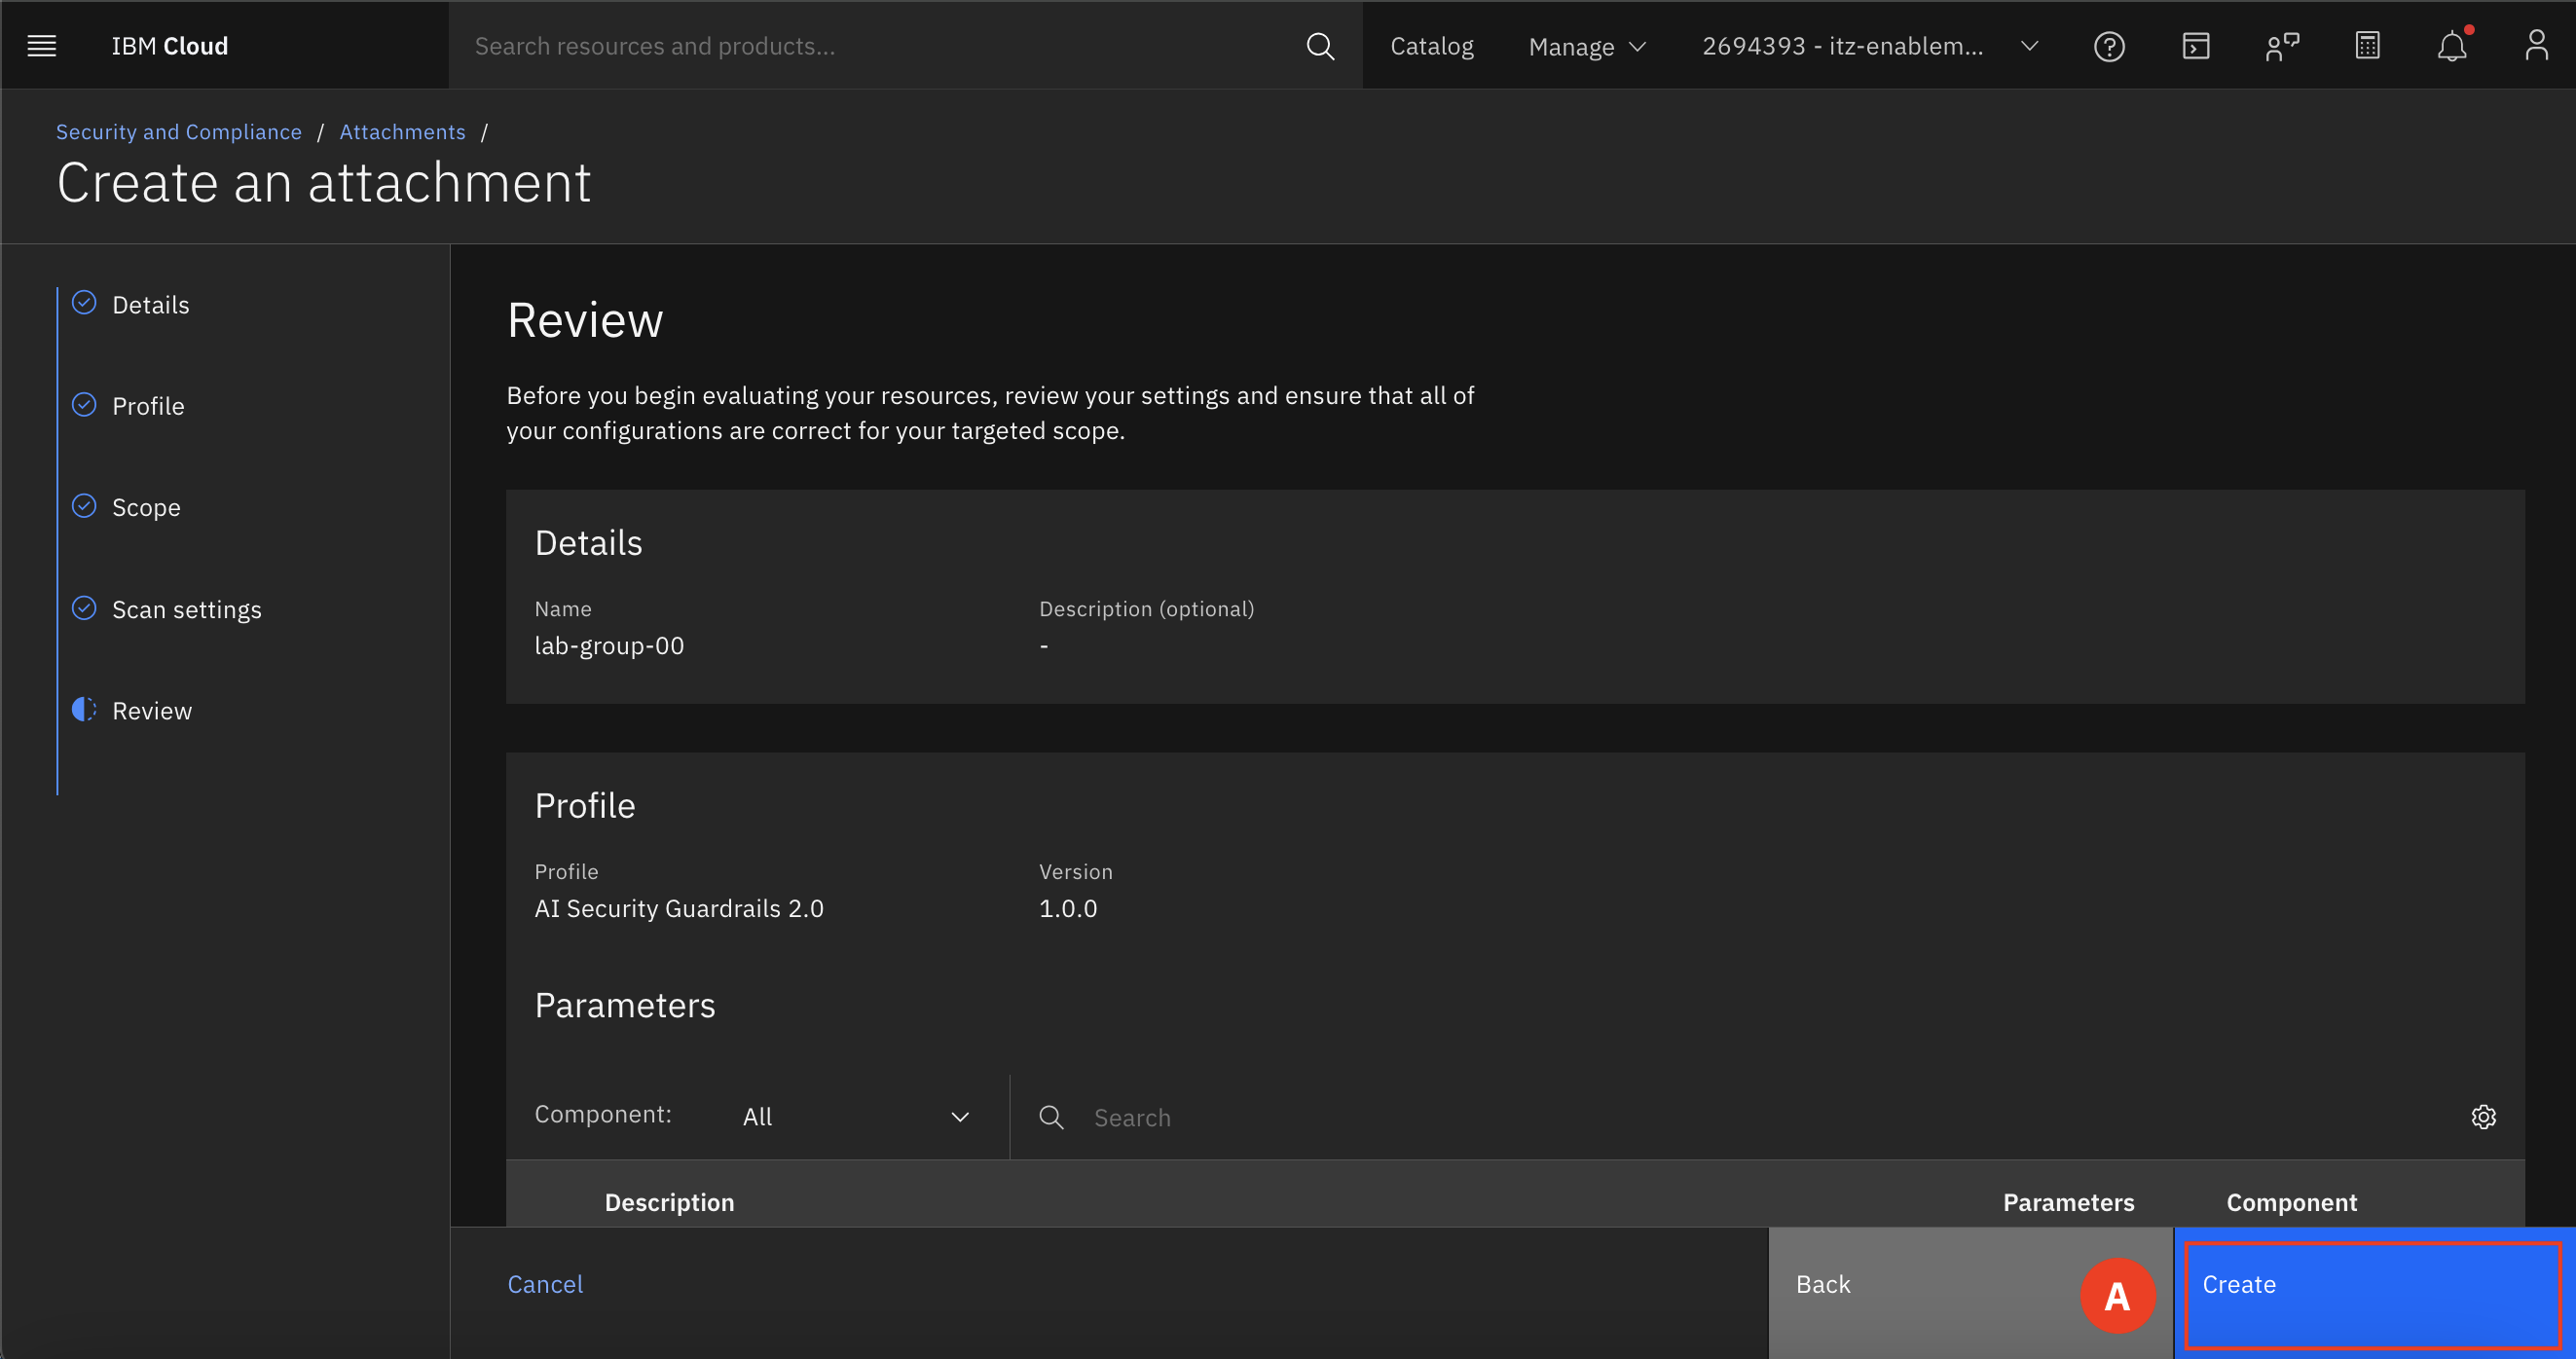 IBM Cloud
Search resources and products...
Catalog
Manage
2694393 - itz-enablem...
Security and Compliance / Attachments /
Create an attachment
Details
Profile
Scope
Scan settings
Review
Review
Before you begin evaluating your resources, review your settings and ensure that all of
your configurations are correct for your targeted scope.
Details
Name
Description (optional)
lab-group-00
-
Profile
Profile
Version
AI Security Guardrails 2.0
1.0.0
Parameters
Component:
All
Search
Description
Parameters
Component
Cancel
Back
A
Create